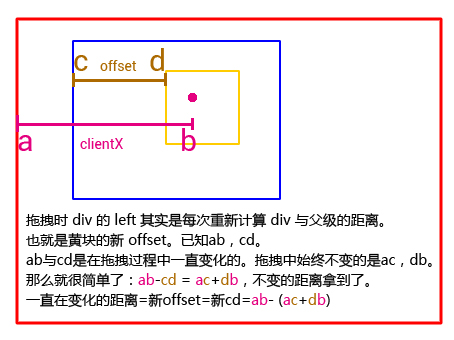 c offset d
a clientX b
拖拽时 div 的 left 其实是每次重新计算 div 与父级的距离。
也就是黄块的新 offset。已知ab，cd。
ab与cd是在拖拽过程中一直变化的。拖拽中始终不变的是ac，db。
那么就很简单了：ab-cd = ac+db，不变的距离拿到了。
一直在变化的距离=新offset=新cd=ab- (ac+db)